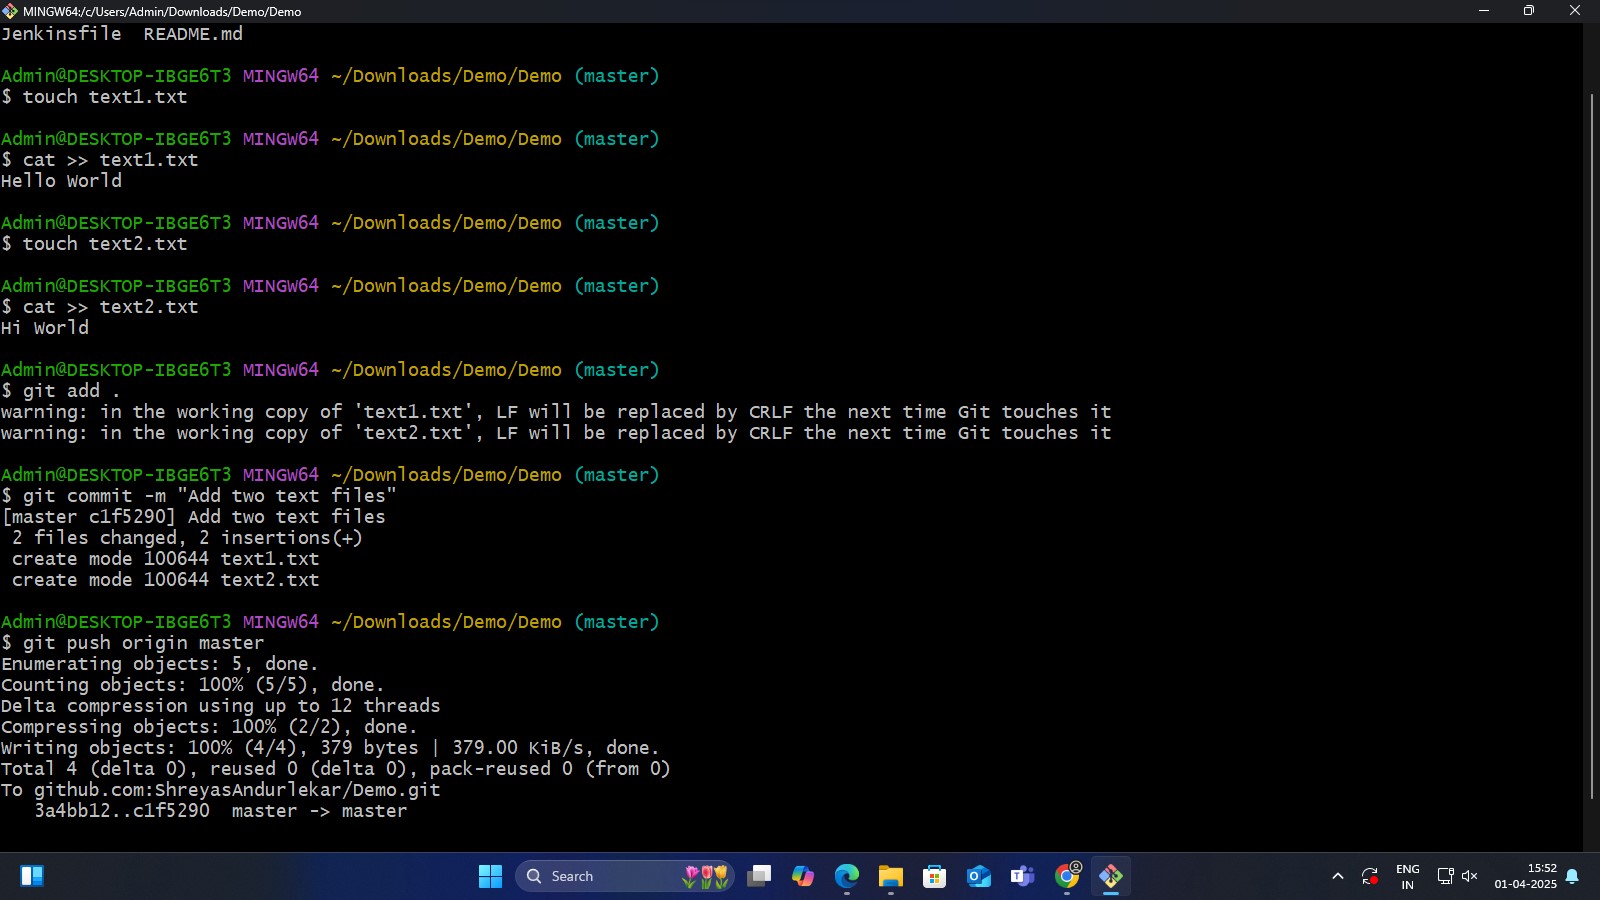 MINGW64:/c/Users/Admin/Downloads/Demo/Demo
Jenkinsfile  README.md
Admin@DESKTOP-IBGE6T3 MINGW64 ~/Downloads/Demo/Demo (master)
$ touch text1.txt
Admin@DESKTOP-IBGE6T3 MINGW64 ~/Downloads/Demo/Demo (master)
$ cat >> text1.txt
Hello World
Admin@DESKTOP-IBGE6T3 MINGW64 ~/Downloads/Demo/Demo (master)
$ touch text2.txt
Admin@DESKTOP-IBGE6T3 MINGW64 ~/Downloads/Demo/Demo (master)
$ cat >> text2.txt
Hi World
Admin@DESKTOP-IBGE6T3 MINGW64 ~/Downloads/Demo/Demo (master)
$ git add .
warning: in the working copy of 'text1.txt', LF will be replaced by CRLF the next time Git touches it
warning: in the working copy of 'text2.txt', LF will be replaced by CRLF the next time Git touches it
Admin@DESKTOP-IBGE6T3 MINGW64 ~/Downloads/Demo/Demo (master)
$ git commit -m "Add two text files"
[master c1f5290] Add two text files
 2 files changed, 2 insertions(+)
 create mode 100644 text1.txt
 create mode 100644 text2.txt
Admin@DESKTOP-IBGE6T3 MINGW64 ~/Downloads/Demo/Demo (master)
$ git push origin master
Enumerating objects: 5, done.
Counting objects: 100% (5/5), done.
Delta compression using up to 12 threads
Compressing objects: 100% (2/2), done.
Writing objects: 100% (4/4), 379 bytes | 379.00 KiB/s, done.
Total 4 (delta 0), reused 0 (delta 0), pack-reused 0 (from 0)
To github.com:ShreyasAndurlekar/Demo.git
   3a4bb12..c1f5290  master -> master
Search
ENG
IN
15:52
01-04-2025